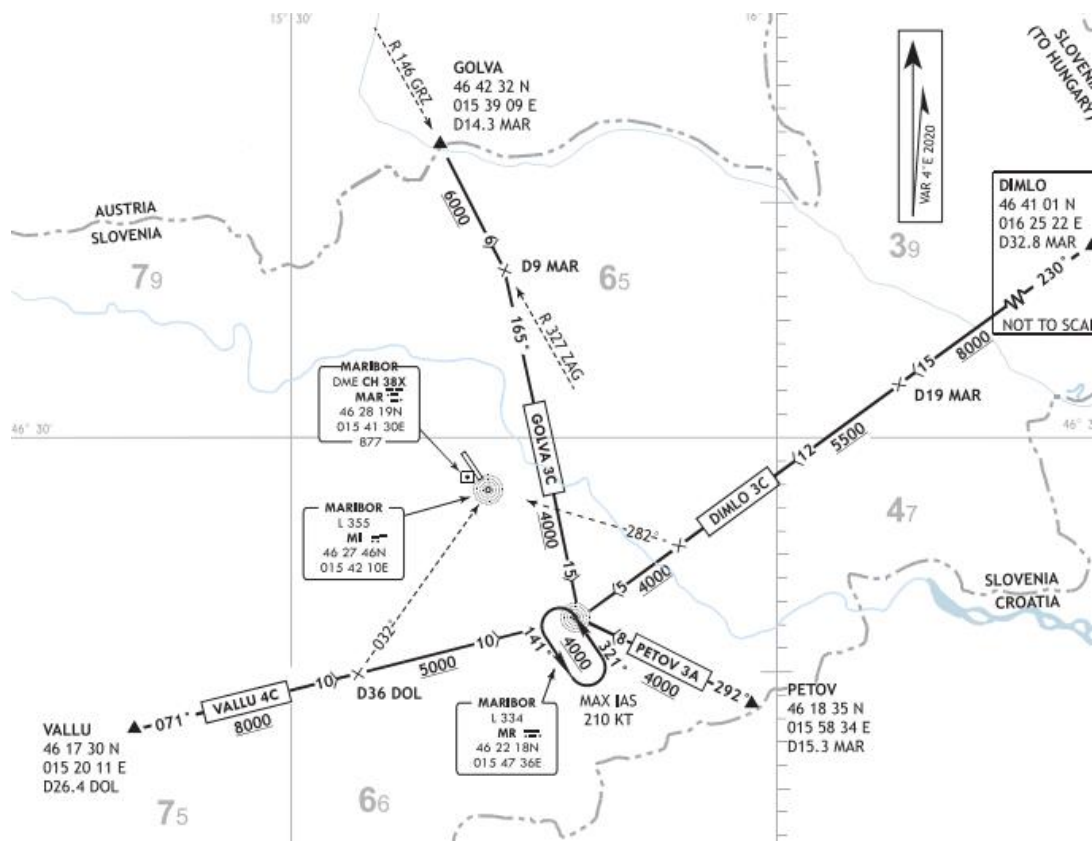 15° 30'
16°
R 146 GRZ
GOLVA
46 42 32 N
015 39 09 E
D14.3 MAR
VAR 4°E 2020
SLOVENIA
(TO HUNGARY)
DIMLO
46 41 01 N
016 25 22 E
D32.8 MAR
230°
NOT TO SCAL
AUSTRIA
SLOVENIA
79
65
39
6000
6
D9 MAR
165°
R 327 ZAG
15
8000
D19 MAR
MARIBOR
DME CH 38X
MAR
46 28 19N
015 41 30E
877
46° 30'
46° 3
GOLVA 3C
12
5500
DIMLO 3C
MARIBOR
L 355
MI
46 27 46N
015 42 10E
4000
282°
47
15
5
4000
SLOVENIA
CROATIA
032°
10
5000
141°
4000
321°
8
PETOV 3A
4000
292°
10
D36 DOL
VALLU 4C
8000
071°
MAX IAS
210 KT
PETOV
46 18 35 N
015 58 34 E
D15.3 MAR
MARIBOR
L 334
MR
46 22 18N
015 47 36E
VALLU
46 17 30 N
015 20 11 E
D26.4 DOL
75
66